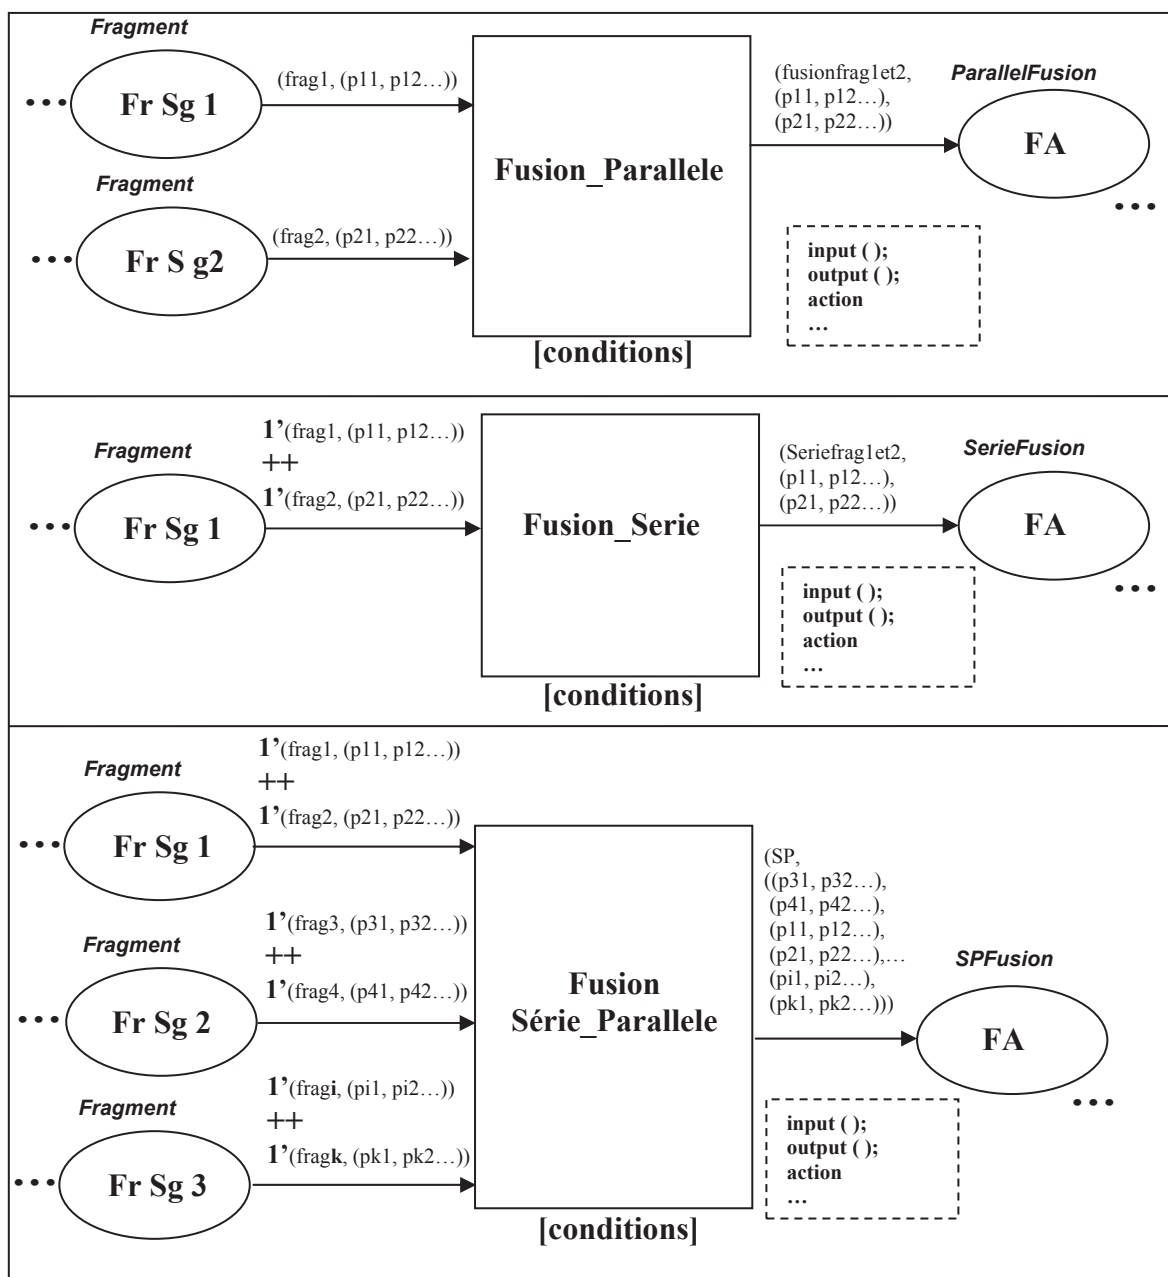 Fragment
••• Fr Sg 1
(frag1, (p11, p12…))
Fragment
••• Fr S g2
(frag2, (p21, p22…))
Fusion_Parallele
[conditions]
(fusionfrag1et2,
(p11, p12…),
(p21, p22…))
ParallelFusion
FA
•••
input ( );
output ( );
action
…
Fragment
••• Fr Sg 1
1’(frag1, (p11, p12…))
++
1’(frag2, (p21, p22…))
Fusion_Serie
[conditions]
(Seriefrag1et2,
(p11, p12…),
(p21, p22…))
SerieFusion
FA
•••
input ( );
output ( );
action
…
Fragment
••• Fr Sg 1
1’(frag1, (p11, p12…))
++
1’(frag2, (p21, p22…))
Fragment
••• Fr Sg 2
1’(frag3, (p31, p32…))
++
1’(frag4, (p41, p42…))
Fragment
••• Fr Sg 3
1’(fragi, (pi1, pi2…))
++
1’(fragk, (pk1, pk2…))
Fusion
Série_Parallele
[conditions]
(SP,
((p31, p32…),
(p41, p42…),
(p11, p12…),
(p21, p22…),…
(pi1, pi2…),
(pk1, pk2…)))
SPFusion
FA
•••
input ( );
output ( );
action
…